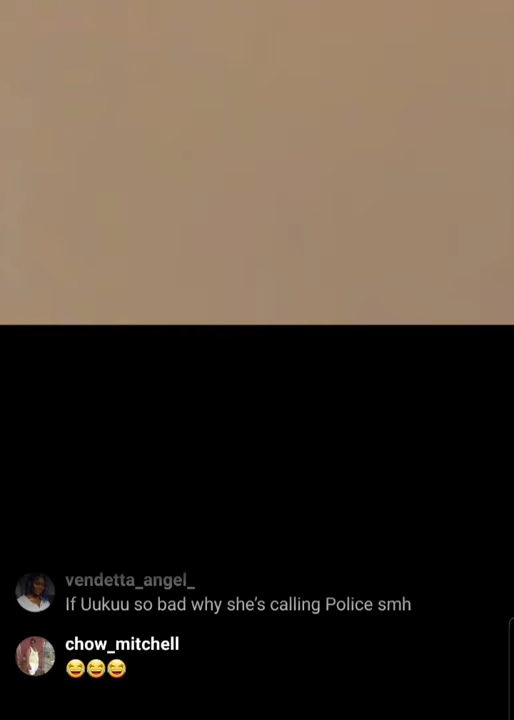 vendetta_angel_
If Uukuu so bad why she's calling Police smh
chow_mitchell
😂😂😂